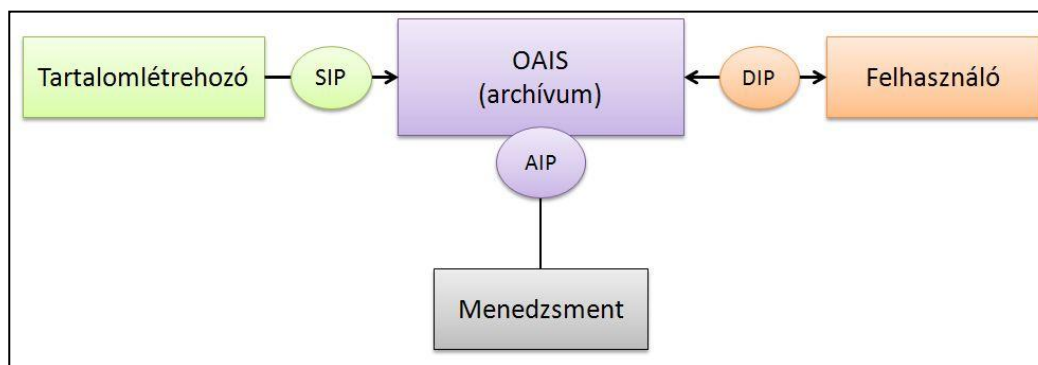 Tartalomlétrehozó
SIP
OAIS
(archívum)
DIP
Felhasználó
AIP
Menedzsment